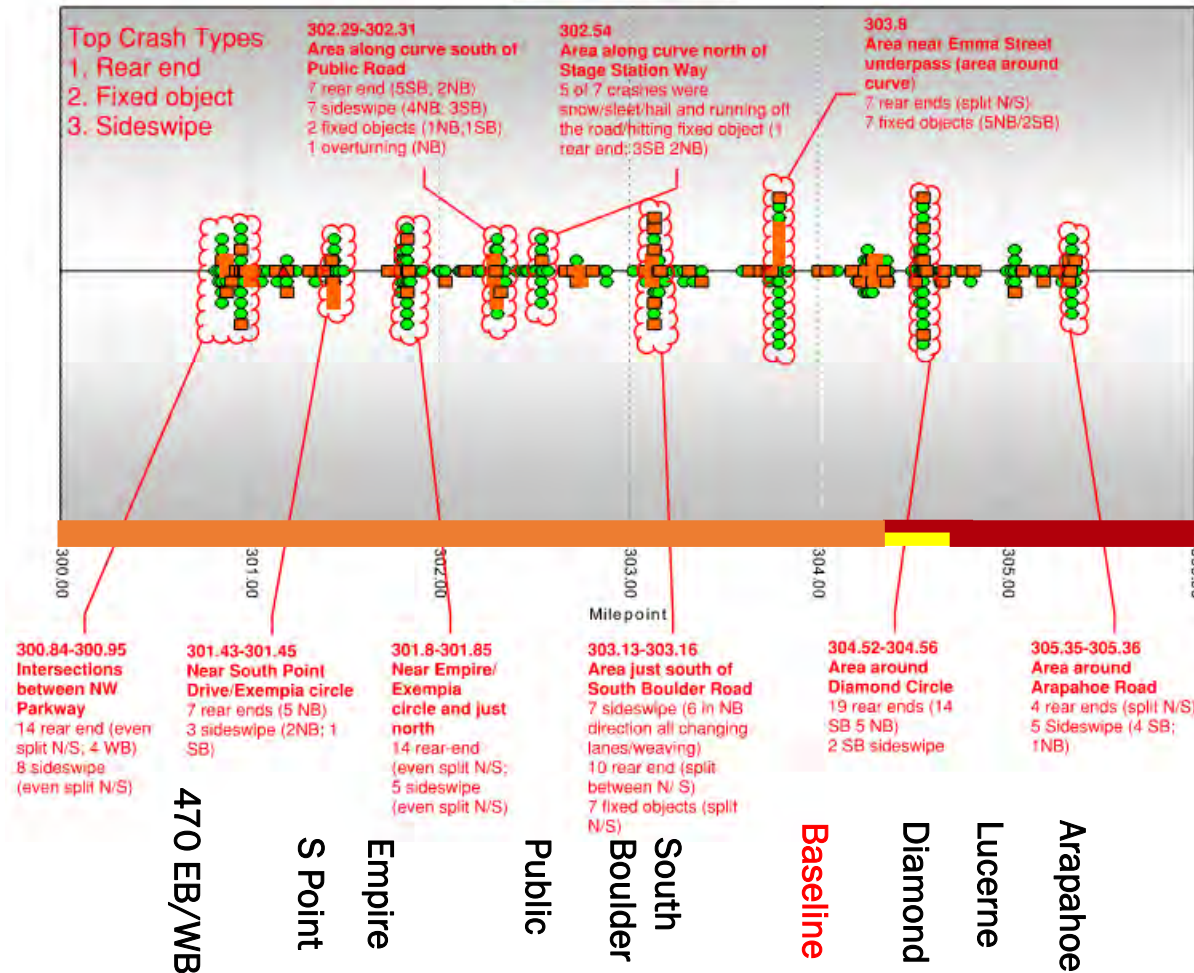 Top Crash Types
1. Rear end
2. Fixed object
3. Sideswipe
302.29-302.31
Area along curve south of
Public Road
7 rear end (5SB; 2NB)
7 sideswipe (4NB; 3SB)
2 fixed objects (1NB,1SB)
1 overturning (NB)
302.54
Area along curve north of
Stage Station Way
5 of 7 crashes were
snow/sleet/hail and running off
the road/hitting fixed object (1
rear end; 3SB 2NB)
303.8
Area near Emma Street
underpass (area around
curve)
7 rear ends (split N/S)
7 fixed objects (5NB/2SB)
300.00
301.00
302.00
303.00
304.00
305.00
Milepoint
300.84-300.95
Intersections
between NW
Parkway
14 rear end (even
split N/S; 4 WB)
8 sideswipe
(even split N/S)
301.43-301.45
Near South Point
Drive/Exempia circle
7 rear ends (5 NB)
3 sideswipe (2NB; 1
SB)
301.8-301.85
Near Empire/
Exempia
circle and just
north
14 rear-end
(even split N/S;
5 sideswipe
(even split N/S)
303.13-303.16
Area just south of
South Boulder Road
7 sideswipe (6 in NB
direction all changing
lanes/weaving)
10 rear end (split
between N/ S)
7 fixed objects (split
N/S)
304.52-304.56
Area around
Diamond Circle
19 rear ends (14
SB 5 NB)
2 SB sideswipe
305.35-305.36
Area around
Arapahoe Road
4 rear ends (split N/S)
5 Sideswipe (4 SB;
1NB)
470 EB/WB
S Point
Empire
Public
South
Boulder
Baseline
Diamond
Lucerne
Arapahoe